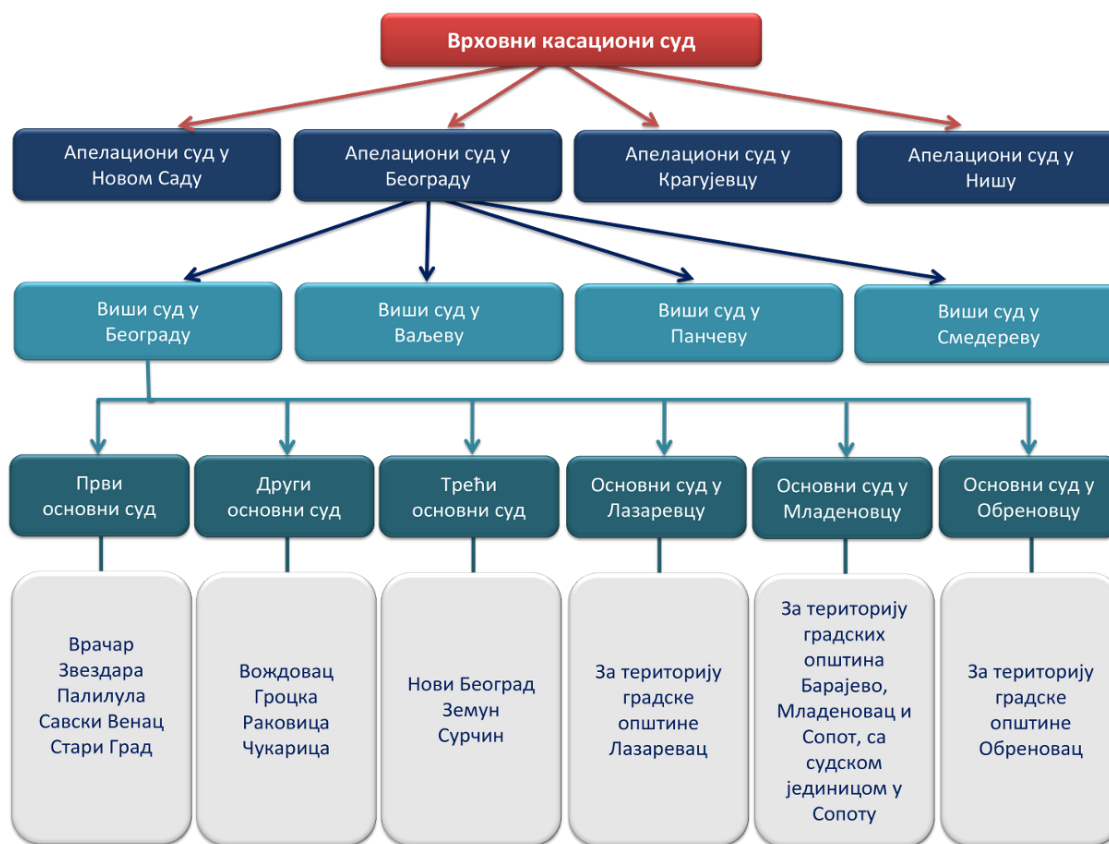 Врховни касациони суд
Апелациони суд у
Новом Саду
Апелациони суд у
Београду
Апелациони суд у
Крагујевцу
Апелациони суд у
Нишу
Виши суд у
Београду
Виши суд у
Ваљеву
Виши суд у
Панчеву
Виши суд у
Смедереву
Први
основни суд
Други
основни суд
Трећи
основни суд
Основни суд у
Лазаревцу
Основни суд у
Младеновцу
Основни суд у
Обреновцу
Врачар
Звездара
Палилула
Савски Венац
Стари Град
Вождовац
Гроцка
Раковица
Чукарица
Нови Београд
Земун
Сурчин
За територију
градске
општине
Лазаревац
За територију
градских
општина
Барајево,
Младеновац и
Сопот, са
судском
јединицом у
Сопоту
За територију
градске
општине
Обреновац